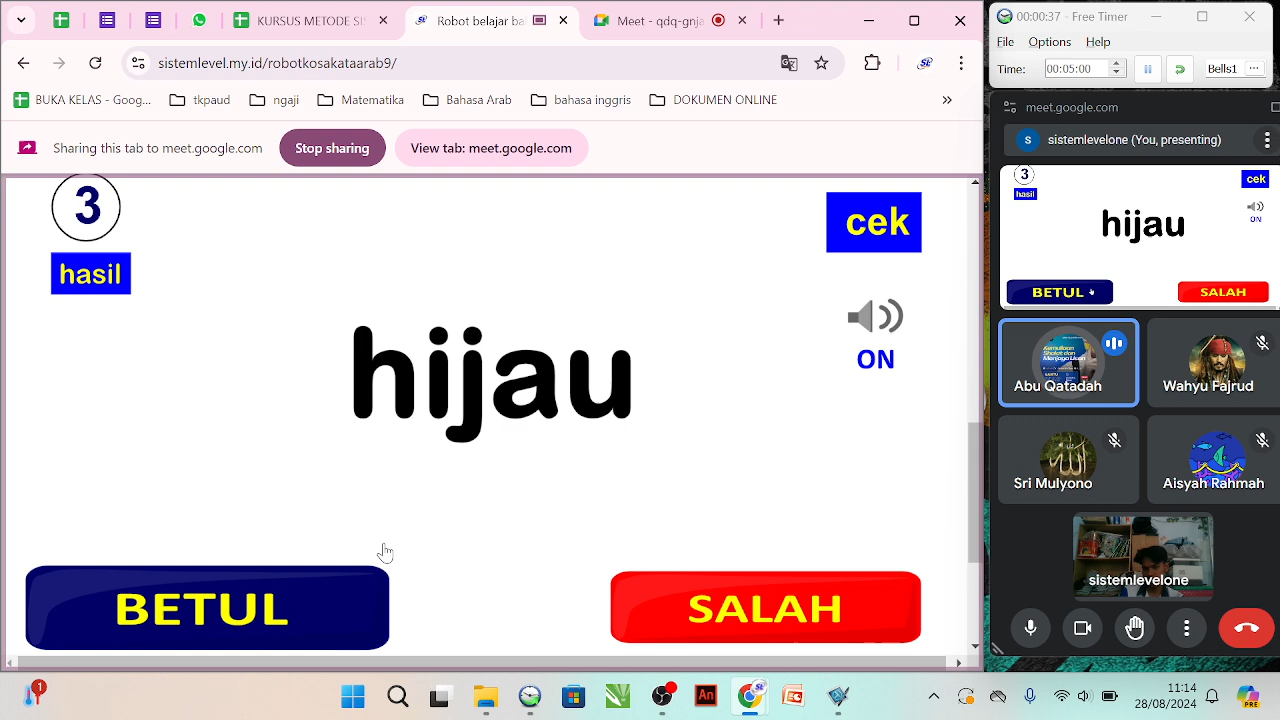 KURSUS METODE S
Robot belajar ba
Meet - qdq-gnja
sistemlevel.my.id/robotkosakataarab9/
BUKA KELAS - Goog...
tkpaud
Matematika
Bahasa Arab
bahasa inggris
DOKUMEN ONLINE
Sharing this tab to meet.google.com
Stop sharing
View tab: meet.google.com
3
cek
hasil
hijau
ON
BETUL
SALAH
00:00:37 - Free Timer
File Options Help
Time: 00:05:00 Bells1 ...
meet.google.com
s sistemlevelone (You, presenting)
3
cek
hasil
ON
hijau
BETUL
SALAH
Abu Qatadah
Wahyu Fajrud
Sri Mulyono
Aisyah Rahmah
sistemlevelone
1
An
11:14
28/08/2024
PRE